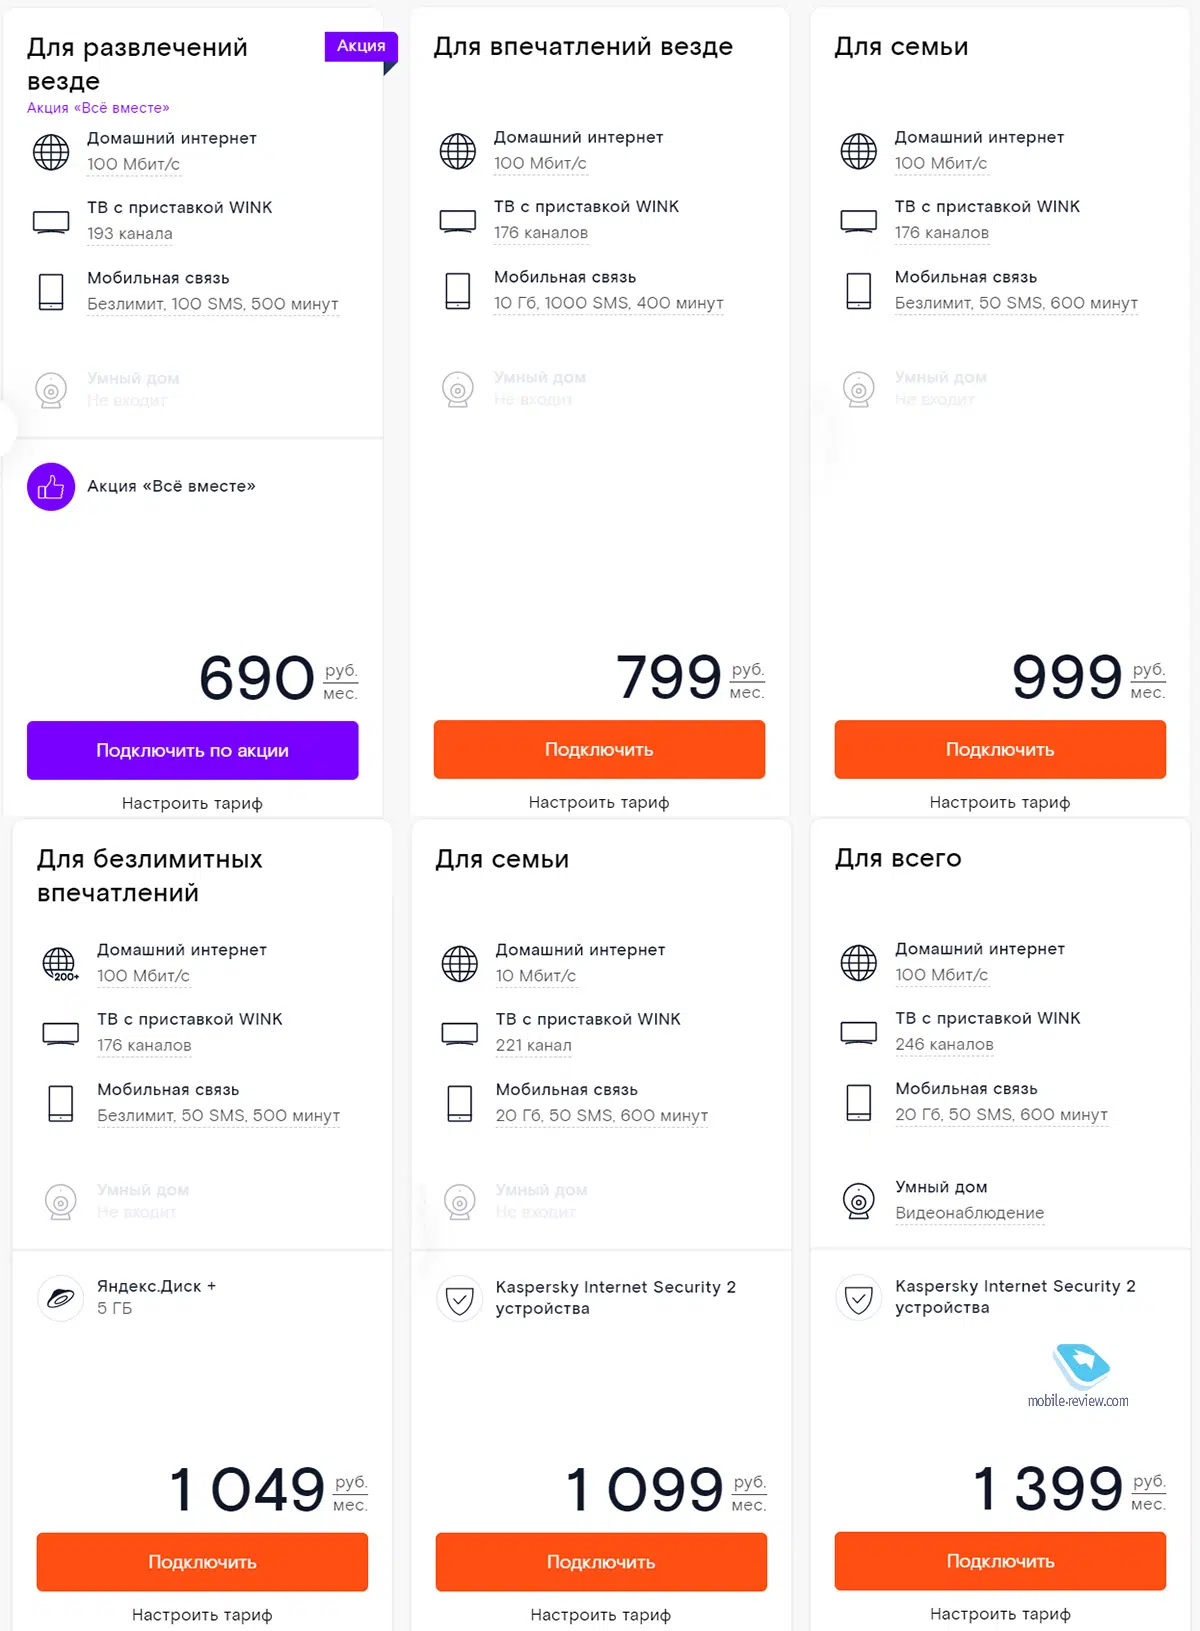 Для развлечений
везде
Акция
Акция «Всё вместе»
Домашний интернет
100 Мбит/с
ТВ с приставкой WINK
193 канала
Мобильная связь
Безлимит, 100 SMS, 500 минут
Умный дом
Не входит
Акция «Всё вместе»
690 руб.
мес.
Подключить по акции
Настроить тариф
Для впечатлений везде
Домашний интернет
100 Мбит/с
ТВ с приставкой WINK
176 каналов
Мобильная связь
10 Гб, 1000 SMS, 400 минут
Умный дом
Не входит
799 руб.
мес.
Подключить
Настроить тариф
Для семьи
Домашний интернет
100 Мбит/с
ТВ с приставкой WINK
176 каналов
Мобильная связь
Безлимит, 50 SMS, 600 минут
Умный дом
Не входит
999 руб.
мес.
Подключить
Настроить тариф
Для безлимитных
впечатлений
Домашний интернет
200+
100 Мбит/с
ТВ с приставкой WINK
176 каналов
Мобильная связь
Безлимит, 50 SMS, 500 минут
Умный дом
Не входит
Яндекс.Диск +
5 ГБ
1 049 руб.
мес.
Подключить
Настроить тариф
Для семьи
Домашний интернет
10 Мбит/с
ТВ с приставкой WINK
221 канал
Мобильная связь
20 Гб, 50 SMS, 600 минут
Умный дом
Не входит
Kaspersky Internet Security 2
устройства
1 099 руб.
мес.
Подключить
Настроить тариф
Для всего
Домашний интернет
100 Мбит/с
ТВ с приставкой WINK
246 каналов
Мобильная связь
20 Гб, 50 SMS, 600 минут
Умный дом
Видеонаблюдение
Kaspersky Internet Security 2
устройства
mobile-review.com
1 399 руб.
мес.
Подключить
Настроить тариф